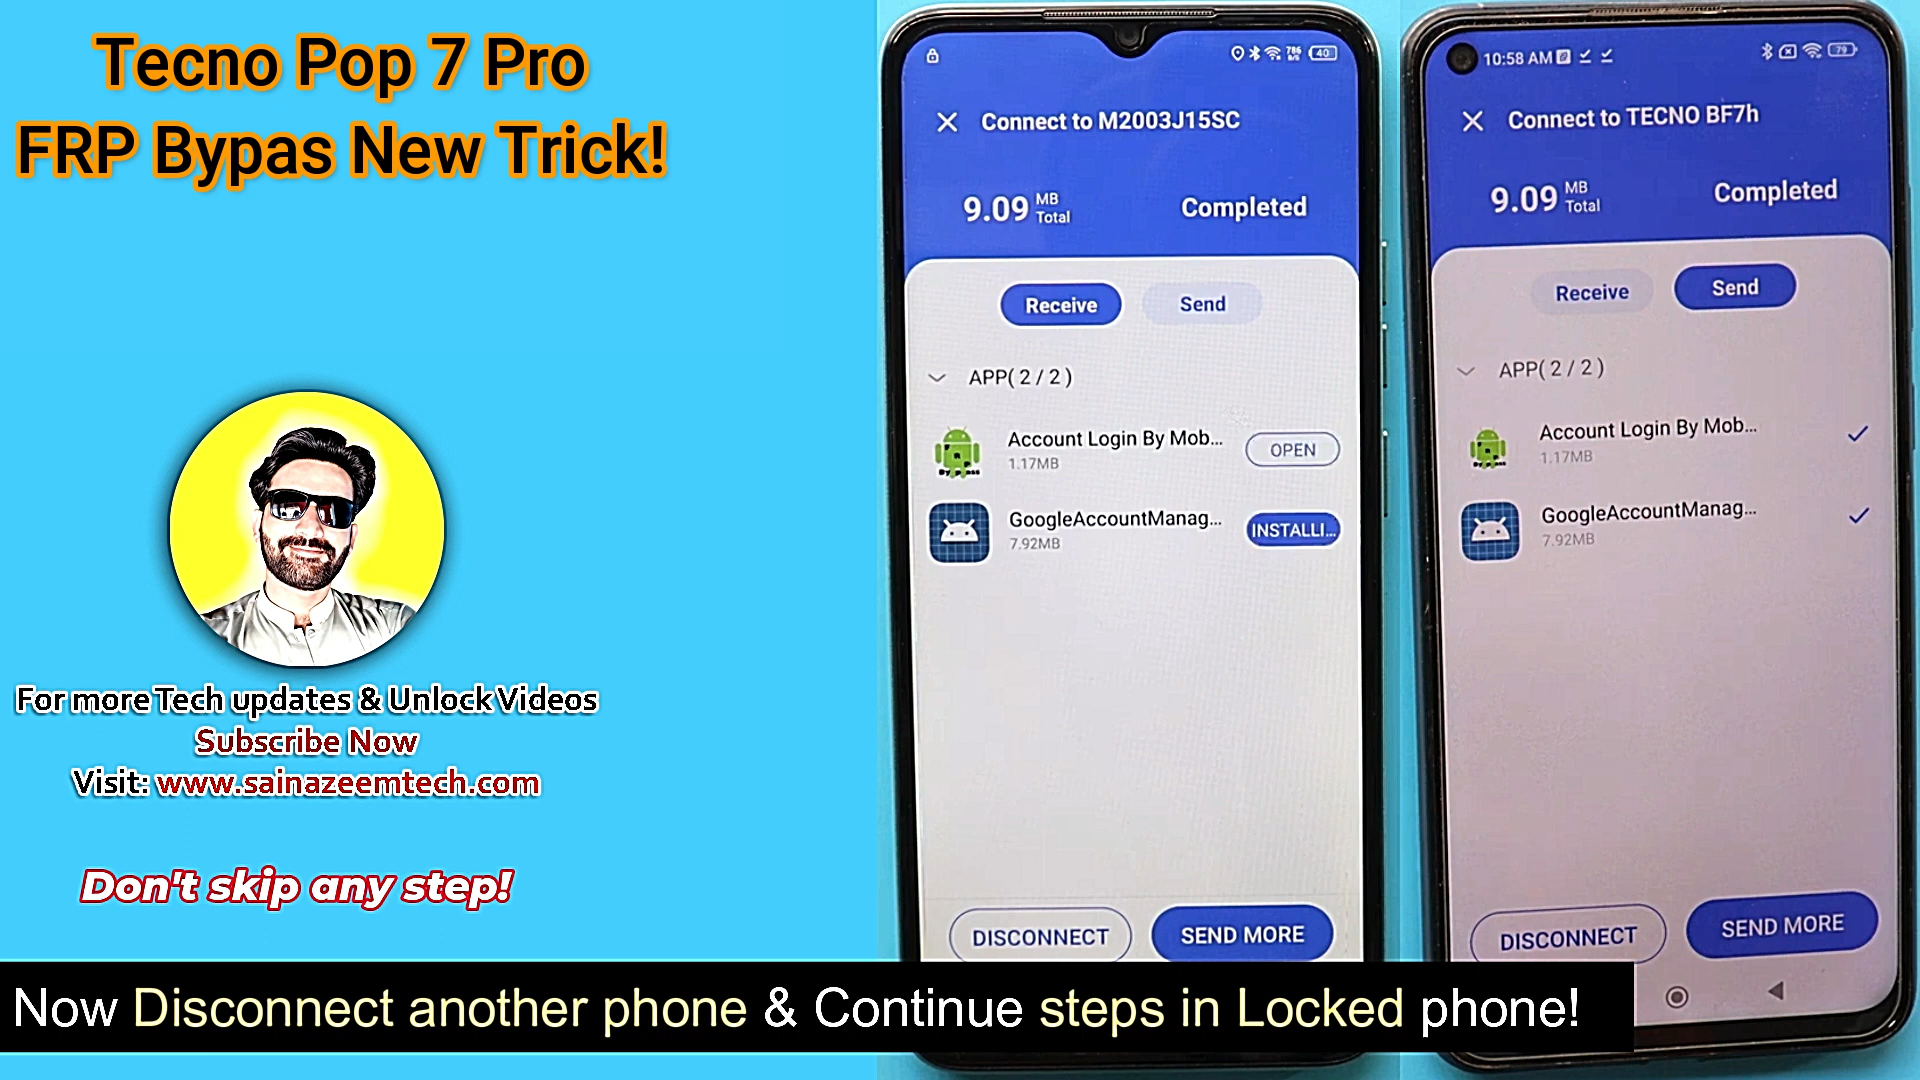 Tecno Pop 7 Pro
FRP Bypas New Trick!
For more Tech updates & Unlock Videos
Subscribe Now
Visit: www.sainazeemtech.com
Don't skip any step!
786
B/S
40
Connect to M2003J15SC
9.09 MB Total
Completed
Receive Send
APP( 2 / 2 )
Account Login By Mob...
1.17MB
OPEN
GoogleAccountManag...
7.92MB
INSTALLI...
DISCONNECT SEND MORE
10:58 AM
79
Connect to TECNO BF7h
9.09 MB Total
Completed
Receive Send
APP( 2 / 2 )
Account Login By Mob...
1.17MB
GoogleAccountManag...
7.92MB
DISCONNECT SEND MORE
Now Disconnect another phone & Continue steps in Locked phone!